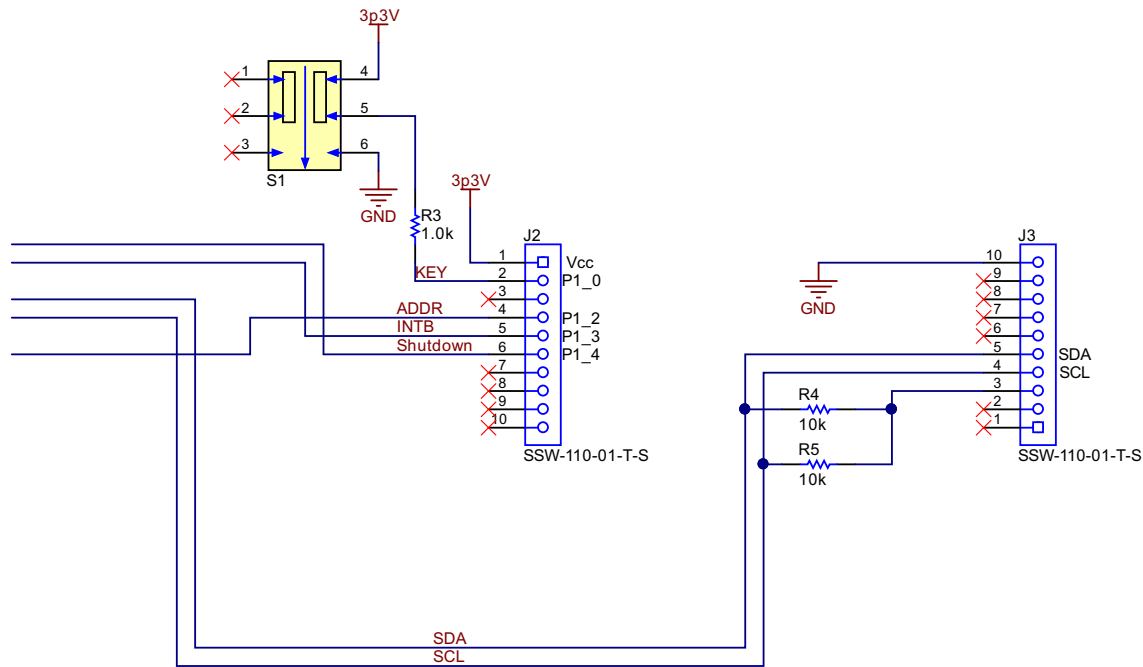 3p3V
1 4
2 5
3 6
S1
GND
3p3V
R3
1.0k
J2
1 Vcc
KEY 2 P1_0
3
ADDR 4 P1_2
INTB 5 P1_3
Shutdown 6 P1_4
7
8
9
10
SSW-110-01-T-S
J3
10
GND
9
8
7
6
5 SDA
4 SCL
3
2
1
SSW-110-01-T-S
R4
10k
R5
10k
SDA
SCL